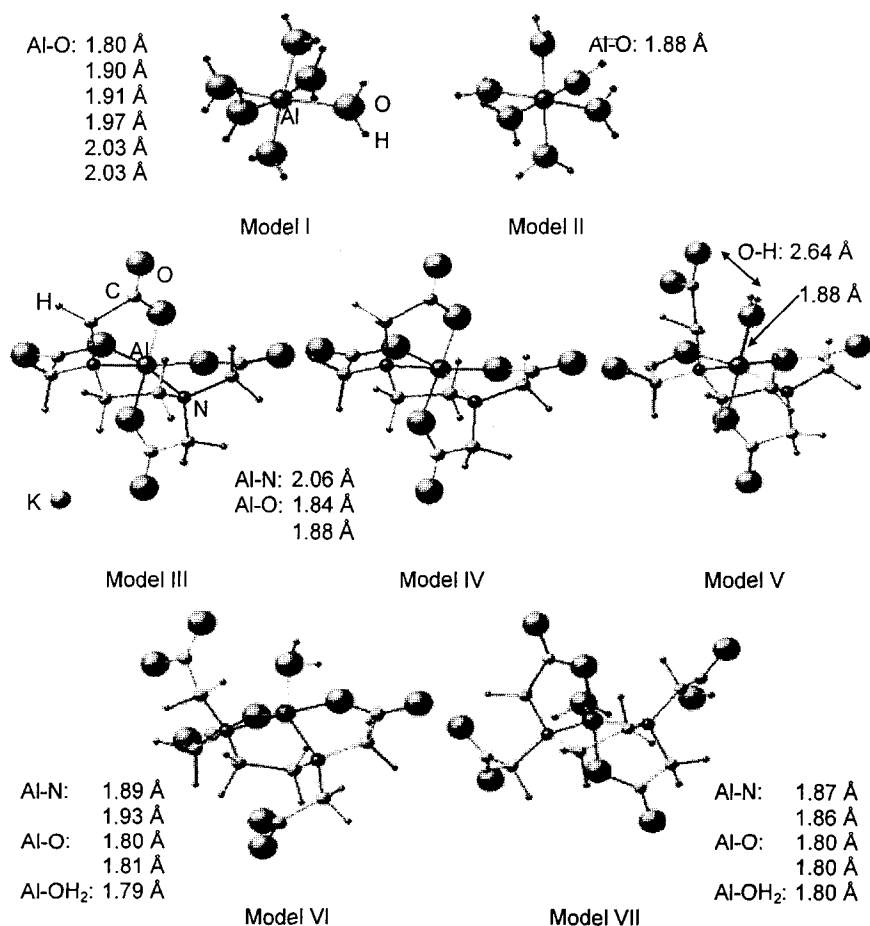 Al-O: 1.80 Å
1.90 Å
1.91 Å
1.97 Å
2.03 Å
2.03 Å
Al
O
H
Model I
Al-O: 1.88 Å
Model II
H
C
O
Al
N
K
Model III
Al-N: 2.06 Å
Al-O: 1.84 Å
1.88 Å
Model IV
O-H: 2.64 Å
1.88 Å
Model V
Al-N: 1.89 Å
1.93 Å
Al-O: 1.80 Å
1.81 Å
Al-OH₂: 1.79 Å
Model VI
Al-N: 1.87 Å
1.86 Å
Al-O: 1.80 Å
1.80 Å
Al-OH₂: 1.80 Å
Model VII